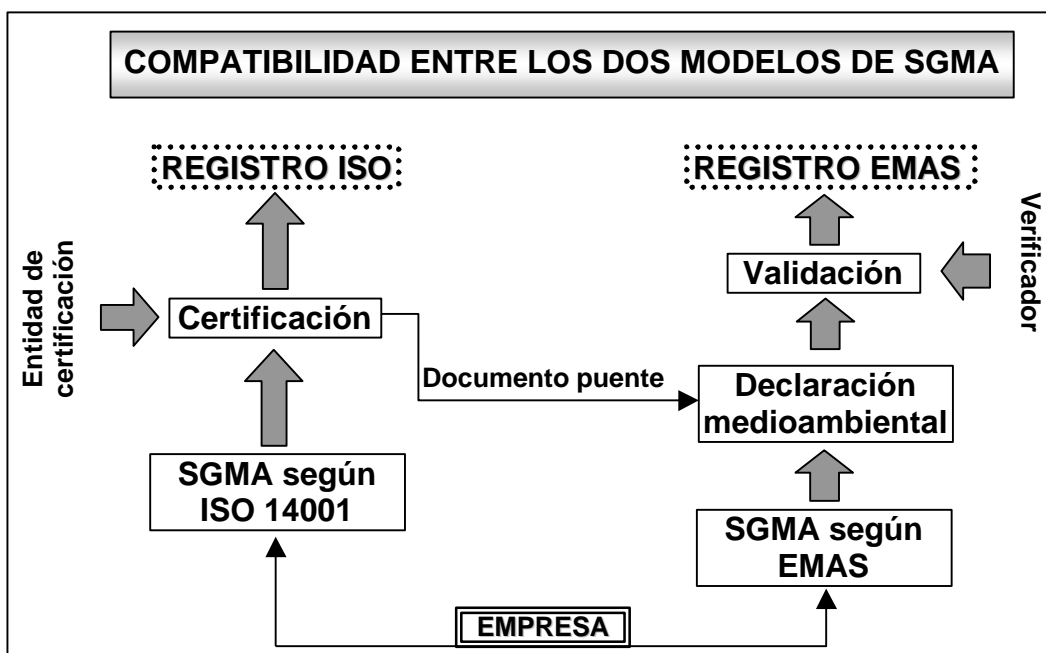 COMPATIBILIDAD ENTRE LOS DOS MODELOS DE SGMA
REGISTRO ISO
REGISTRO EMAS
Entidad de
certificación
Certificación
Validación
Verificador
Documento puente
Declaración
medioambiental
SGMA según
ISO 14001
SGMA según
EMAS
EMPRESA